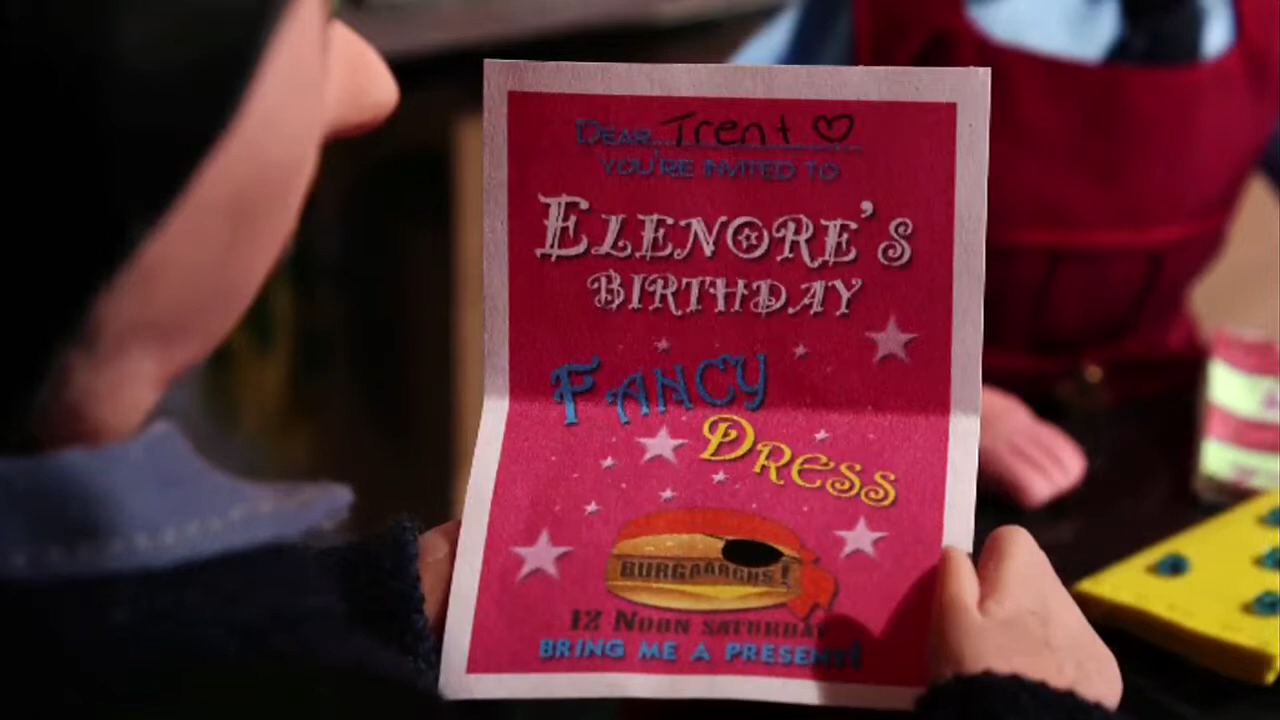 DEAR...Trent ♡
YOU'RE INVITED TO
ELENORE'S
BIRTHDAY
FANCY
DRESS
BURGAARGHS!
12 NOON SATURDAY
BRING ME A PRESENT!